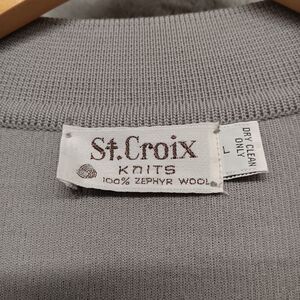 St.Croix
KNITS
100% ZEPHYR WOOL
DRY CLEAN
ONLY
L